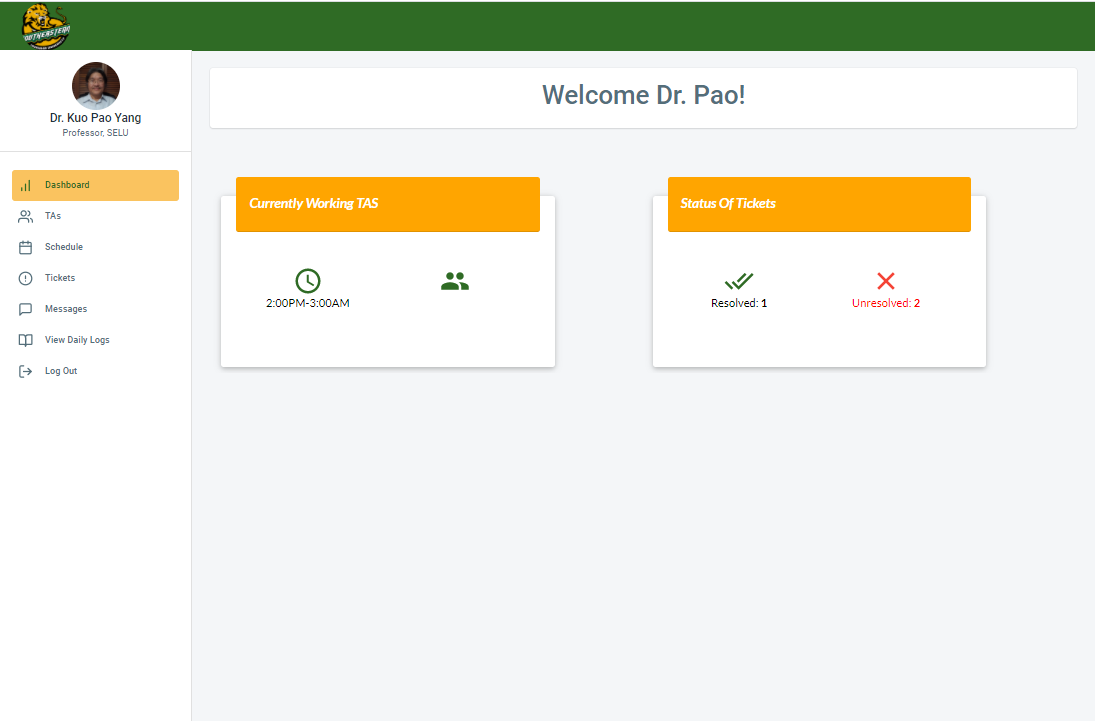 SOUTHEASTERN
Dr. Kuo Pao Yang
Professor, SELU
Dashboard
TAs
Schedule
Tickets
Messages
View Daily Logs
Log Out
Welcome Dr. Pao!
Currently Working TAS
2:00PM-3:00AM
Status Of Tickets
Resolved: 1
Unresolved: 2